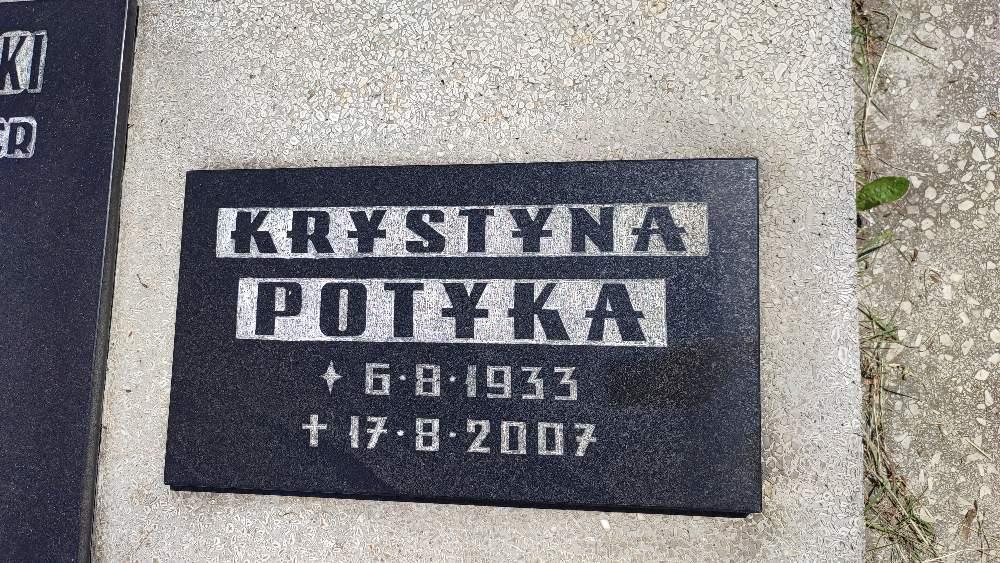 KRYSTYNA
POTYKA
6·8·1933
† 17·8·2007